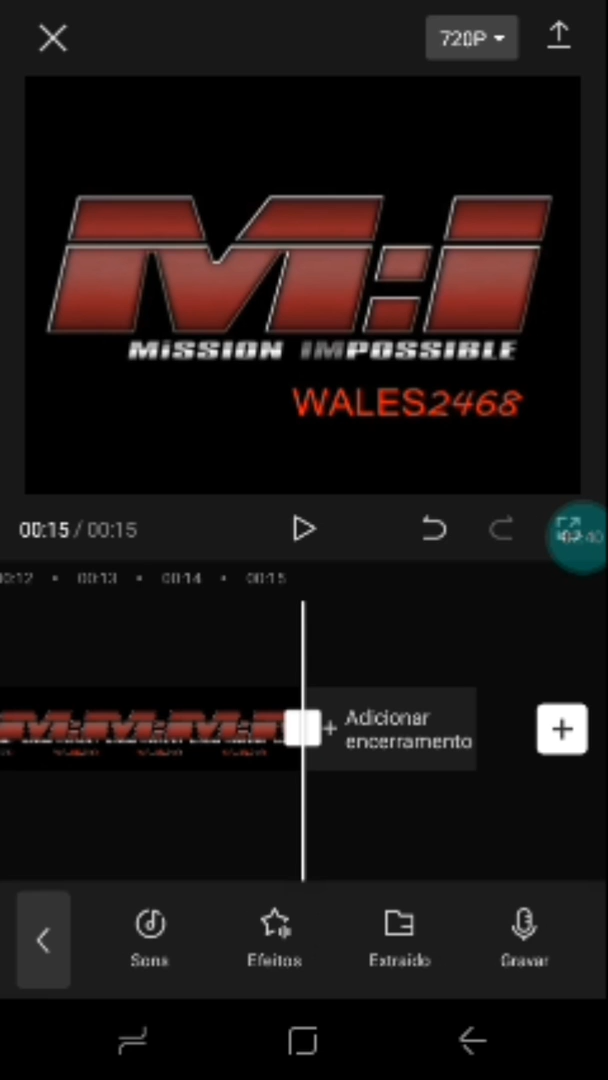 720P
M:I
MiSSION IMPOSSIBLE
WALES2468
00:15 / 00:15
00:12 00:13 00:14 00:15
+ Adicionar
encerramento
+
Sons Efeitos Extraído Gravar